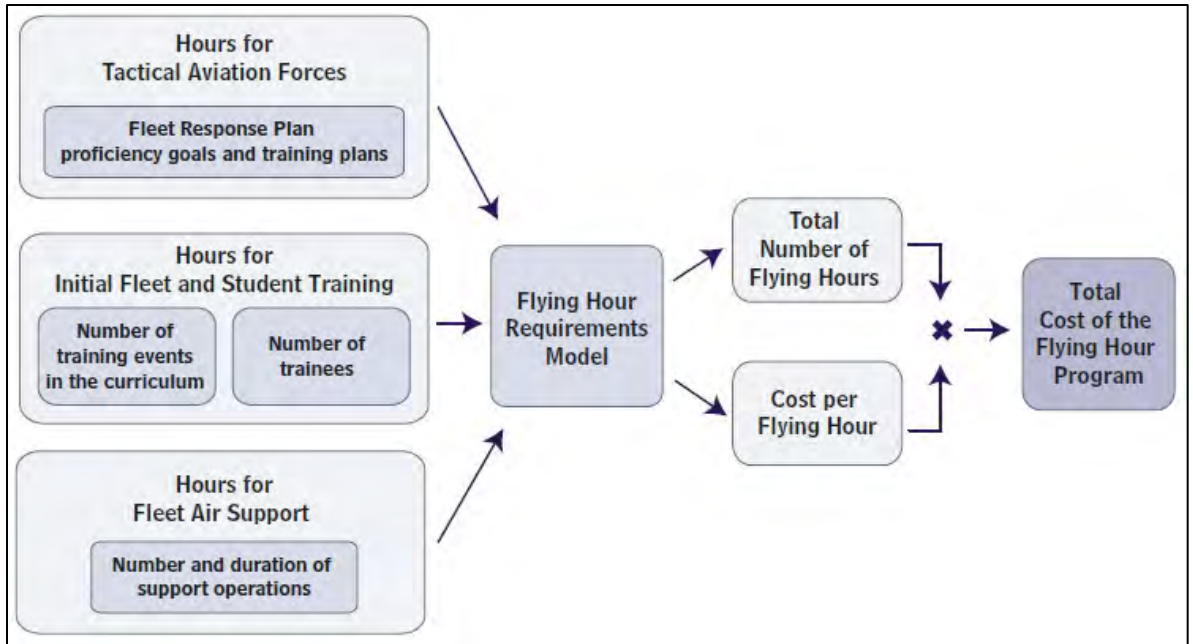 Hours for
Tactical Aviation Forces
Fleet Response Plan
proficiency goals and training plans
Hours for
Initial Fleet and Student Training
Number of
training events
in the curriculum
Number of
trainees
Hours for
Fleet Air Support
Number and duration of
support operations
Flying Hour
Requirements
Model
Total
Number of
Flying Hours
Cost per
Flying Hour
Total
Cost of the
Flying Hour
Program